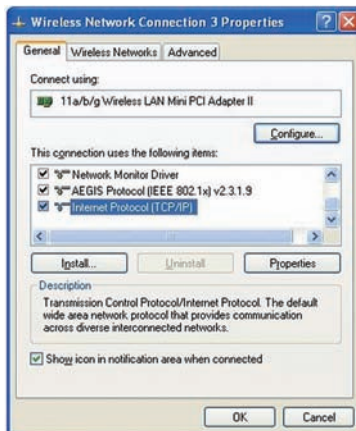 Wireless Network Connection 3 Properties
General Wireless Networks Advanced
Connect using:
11a/b/g Wireless LAN Mini PCI Adapter II
Configure...
This connection uses the following items:
Network Monitor Driver
AEGIS Protocol (IEEE 802.1x) v2.3.1.9
Internet Protocol (TCP/IP)
Install... Uninstall Properties
Description
Transmission Control Protocol/Internet Protocol. The default
wide area network protocol that provides communication
across diverse interconnected networks.
Show icon in notification area when connected
OK Cancel